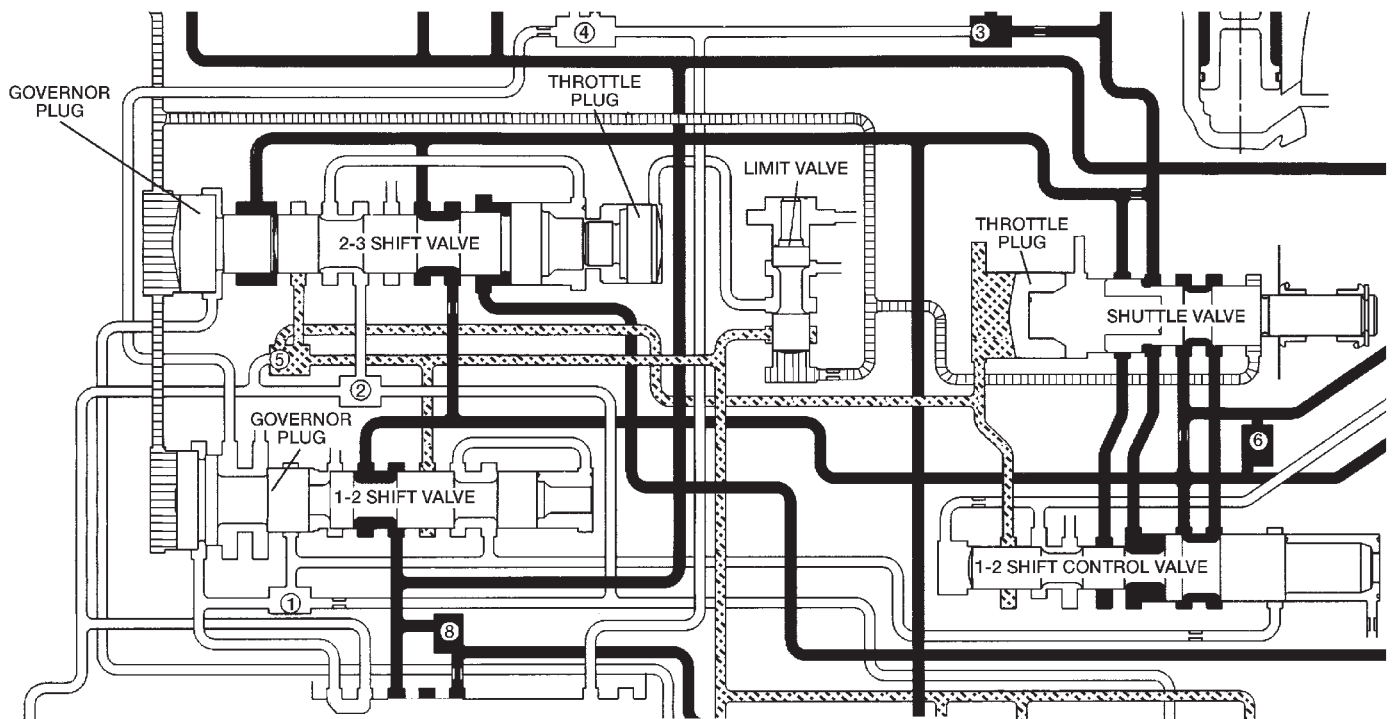 4
3
GOVERNOR
PLUG
THROTTLE
PLUG
LIMIT VALVE
THROTTLE
PLUG
2-3 SHIFT VALVE
SHUTTLE VALVE
5
2
GOVERNOR
PLUG
6
1-2 SHIFT VALVE
1-2 SHIFT CONTROL VALVE
1
8